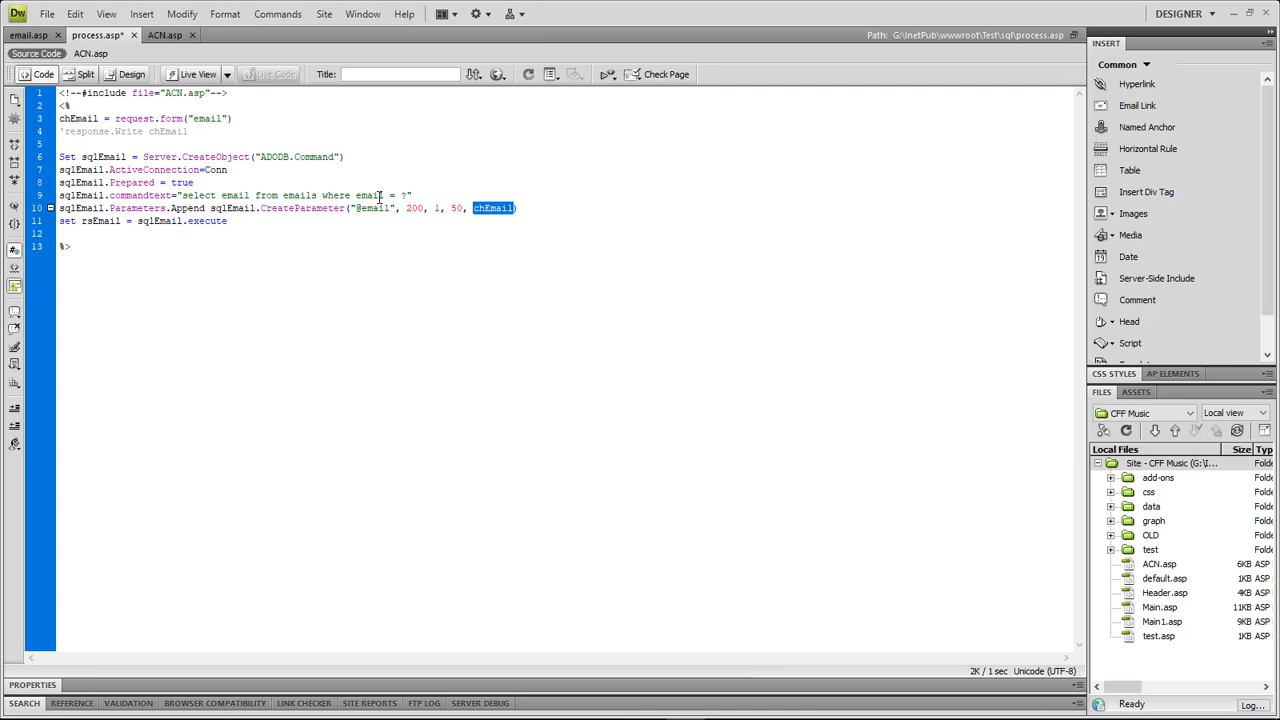 Dw File Edit View Insert Modify Format Commands Site Window Help DESIGNER
email.asp process.asp* ACN.asp Path: G:\InetPub\wwwroot\Test\sql\process.asp
Source Code ACN.asp
Code Split Design Live View Live Code Title: Check Page
1 <!--#include file="ACN.asp"-->
2 <%
3 chEmail = request.form("email")
4 'response.Write chEmail
5
6 Set sqlEmail = Server.CreateObject("ADODB.Command")
7 sqlEmail.ActiveConnection=Conn
8 sqlEmail.Prepared = true
9 sqlEmail.commandtext="select email from emails where email = ?"
10 sqlEmail.Parameters.Append sqlEmail.CreateParameter("@email", 200, 1, 50, chEmail)
11 set rsEmail = sqlEmail.execute
12
13 %>
2K / 1 sec Unicode (UTF-8)
PROPERTIES
SEARCH REFERENCE VALIDATION BROWSER COMPATIBILITY LINK CHECKER SITE REPORTS FTP LOG SERVER DEBUG
INSERT
Common
Hyperlink
Email Link
Named Anchor
Horizontal Rule
Table
Insert Div Tag
Images
Media
Date
Server-Side Include
Comment
Head
Script
CSS STYLES AP ELEMENTS
FILES ASSETS
CFF Music Local view
Local Files Size Typ
Site - CFF Music (G:\I... Folde
add-ons Folde
css Folde
data Folde
graph Folde
OLD Folde
test Folde
ACN.asp 6KB ASP
default.asp 1KB ASP
Header.asp 4KB ASP
Main.asp 11KB ASP
Main1.asp 9KB ASP
test.asp 1KB ASP
Ready Log...